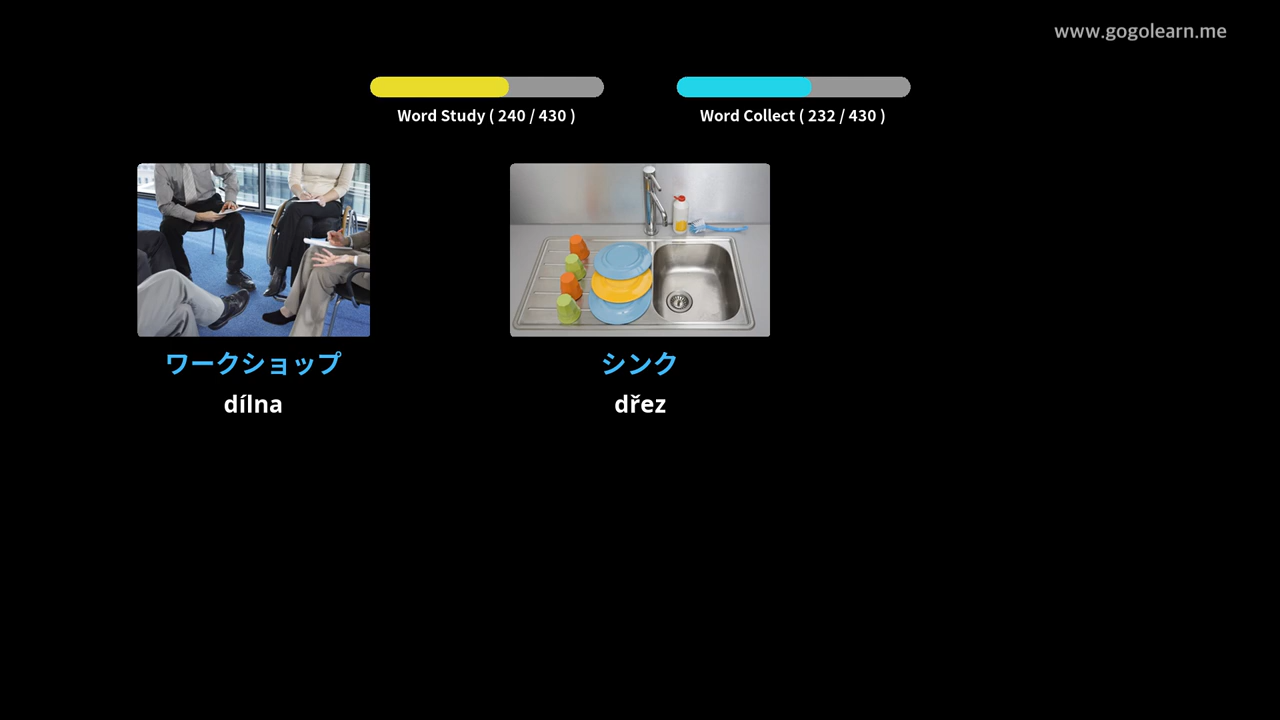 www.gogolearn.me
Word Study ( 240 / 430 )
Word Collect ( 232 / 430 )
ワークショップ
dílna
シンク
dřez